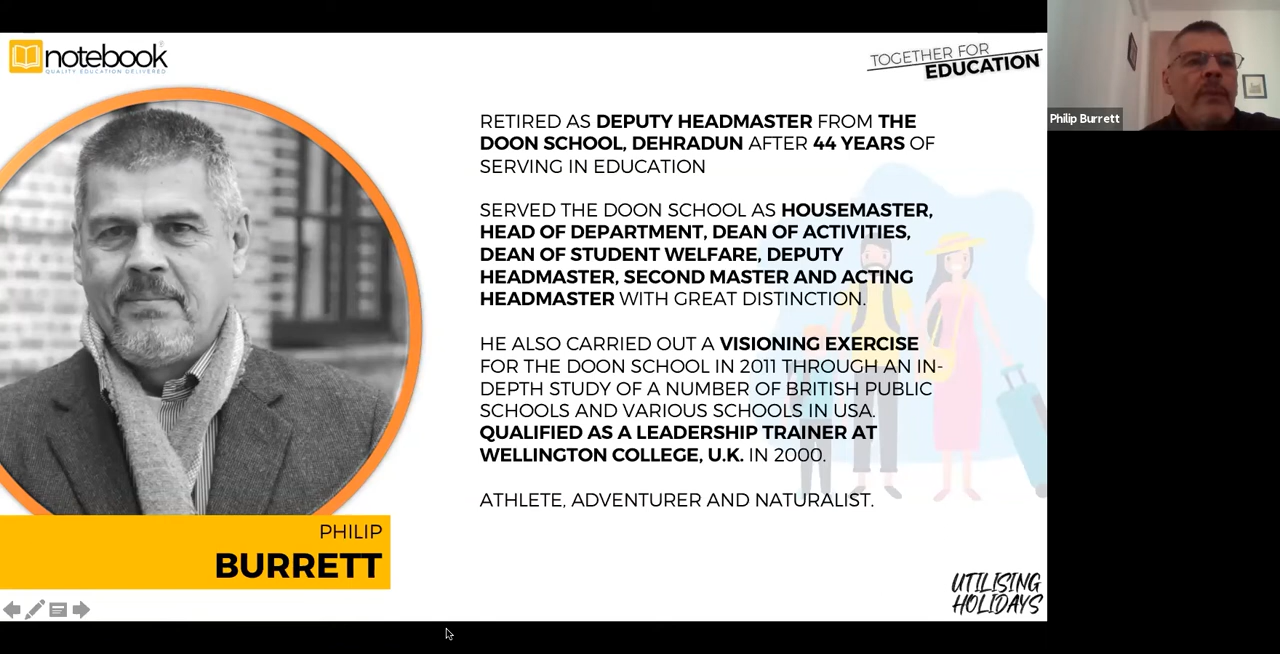 notebook
QUALITY EDUCATION DELIVERED
TOGETHER FOR
EDUCATION
RETIRED AS DEPUTY HEADMASTER FROM THE
DOON SCHOOL, DEHRADUN AFTER 44 YEARS OF
SERVING IN EDUCATION
SERVED THE DOON SCHOOL AS HOUSEMASTER,
HEAD OF DEPARTMENT, DEAN OF ACTIVITIES,
DEAN OF STUDENT WELFARE, DEPUTY
HEADMASTER, SECOND MASTER AND ACTING
HEADMASTER WITH GREAT DISTINCTION.
HE ALSO CARRIED OUT A VISIONING EXERCISE
FOR THE DOON SCHOOL IN 2011 THROUGH AN IN-
DEPTH STUDY OF A NUMBER OF BRITISH PUBLIC
SCHOOLS AND VARIOUS SCHOOLS IN USA.
QUALIFIED AS A LEADERSHIP TRAINER AT
WELLINGTON COLLEGE, U.K. IN 2000.
ATHLETE, ADVENTURER AND NATURALIST.
PHILIP
BURRETT
UTILISING
HOLIDAYS
Philip Burrett